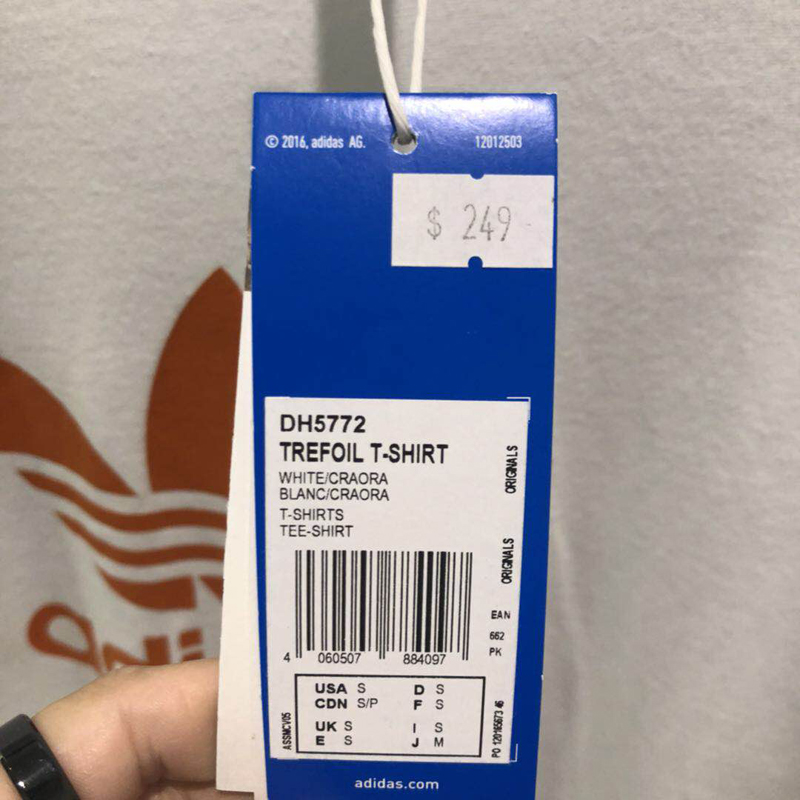 © 2016, adidas AG.
12012503
$ 249
DH5772
TREFOIL T-SHIRT
WHITE/CRAORA
BLANC/CRAORA
T-SHIRTS
TEE-SHIRT
ORIGINALS
ORIGINALS
EAN
662
PK
4 060507 884097
USA S D S
CDN S/P F S
UK S I S
E S J M
ASSMCV05
adidas.com